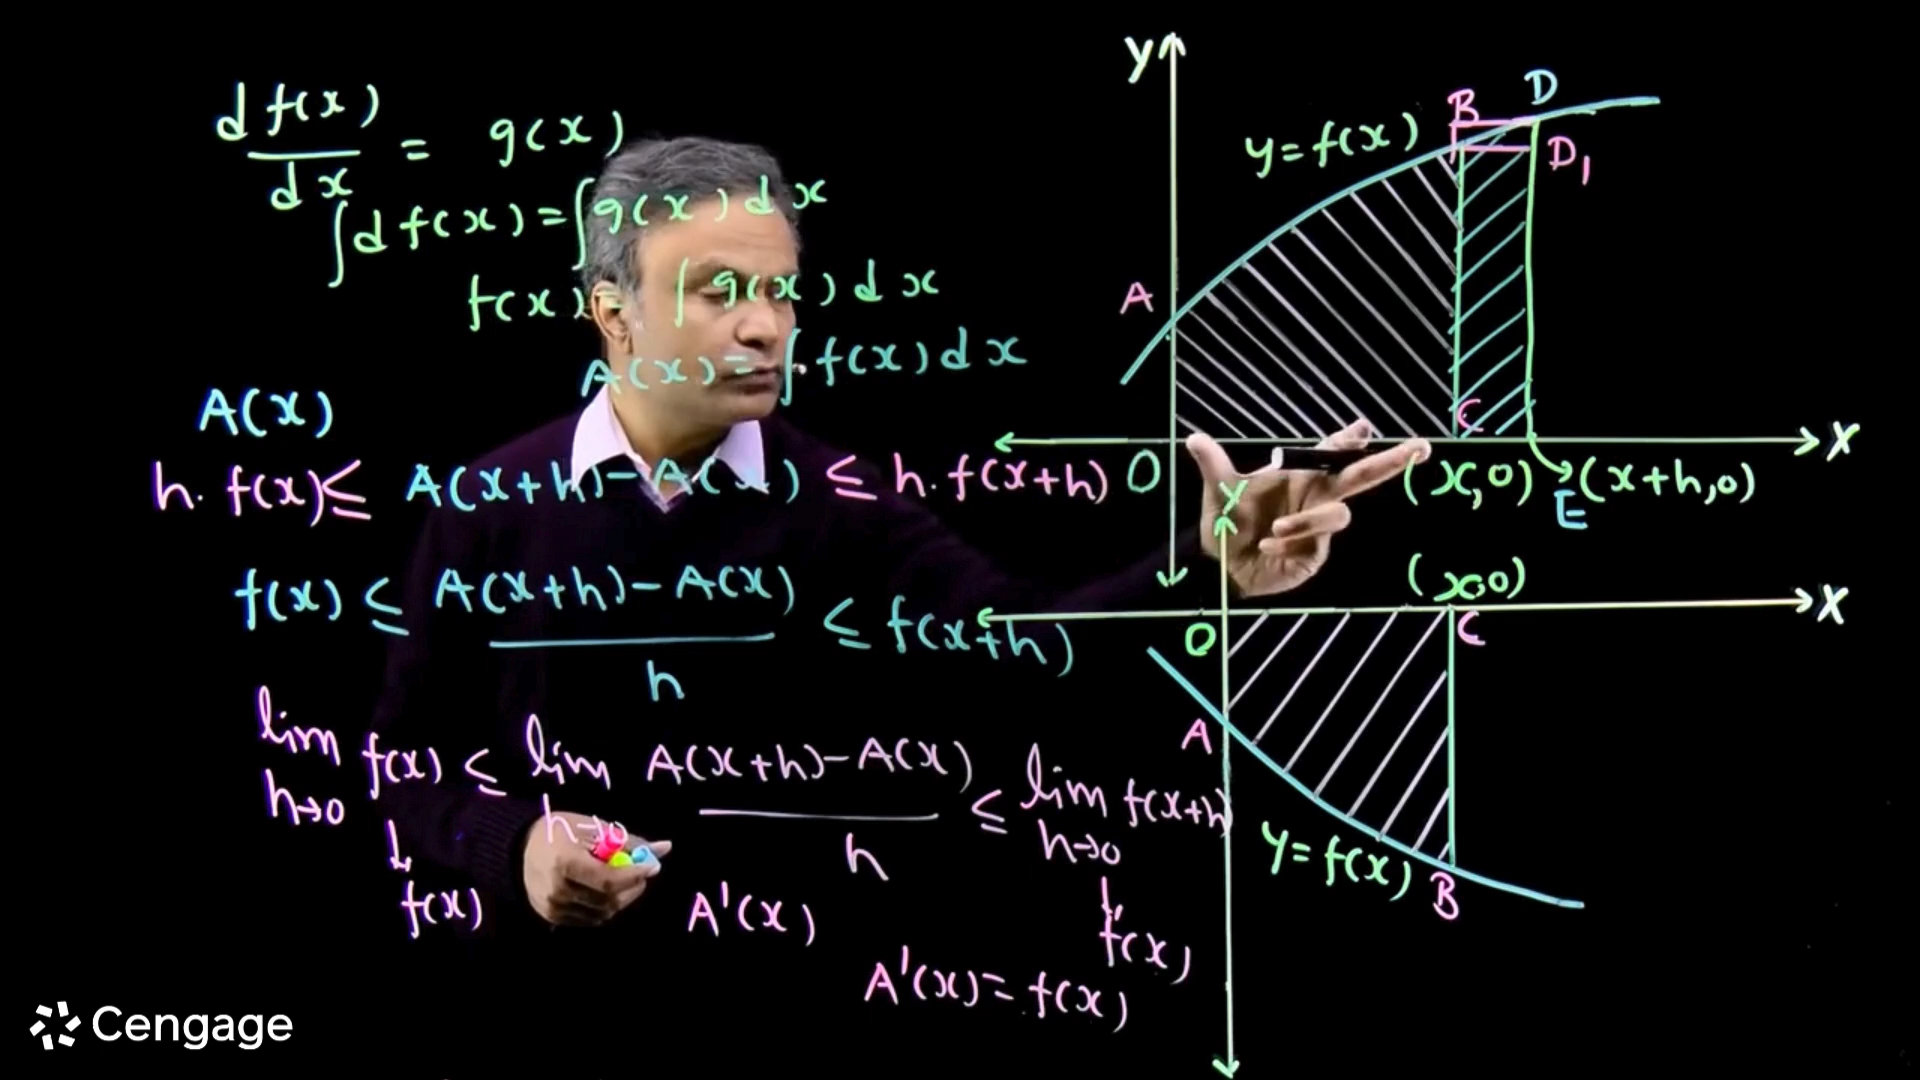 d f(x)
/ dx = g(x)
∫d f(x) = ∫g(x) dx
f(x) = ∫g(x) dx
A(x) = ∫f(x) dx
A(x)
h. f(x) ≤ A(x+h) - A(x) ≤ h. f(x+h)
f(x) ≤ A(x+h) - A(x)
/ h ≤ f(x+h)
lim h→0 f(x) ≤ lim h→0 A(x+h) - A(x)
/ h ≤ lim h→0 f(x+h)
↓ f(x)
A'(x)
↓ f(x)
A'(x) = f(x)
y
B
D
y = f(x)
D1
A
C
X
O
(x,0)
→(x+h,0)
E
Y
(x,0)
X
O
C
A
y = f(x)
B
Cengage